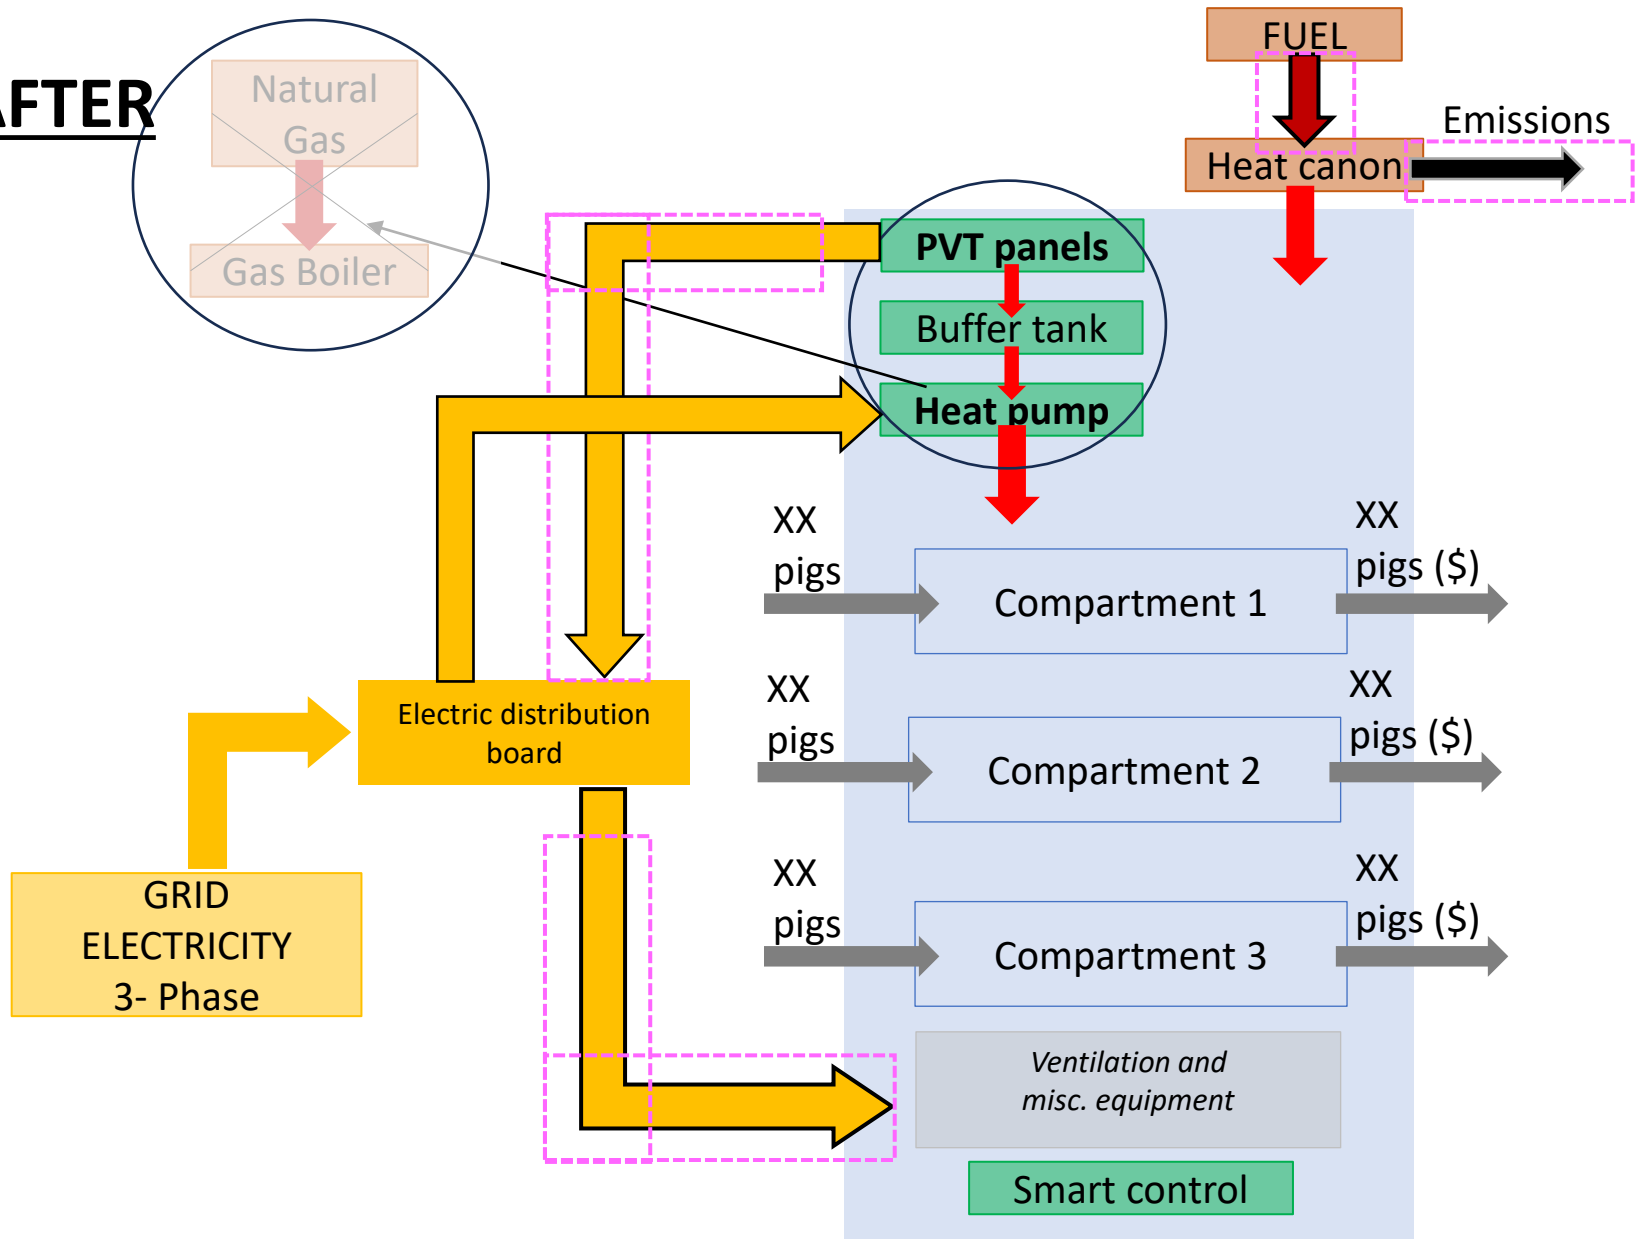 AFTER
Natural
Gas
Gas Boiler
FUEL
Heat canon
Emissions
PVT panels
Buffer tank
Heat pump
XX
pigs
Compartment 1
XX
pigs ($)
Electric distribution
board
XX
pigs
Compartment 2
XX
pigs ($)
GRID
ELECTRICITY
3- Phase
XX
pigs
Compartment 3
XX
pigs ($)
Ventilation and
misc. equipment
Smart control